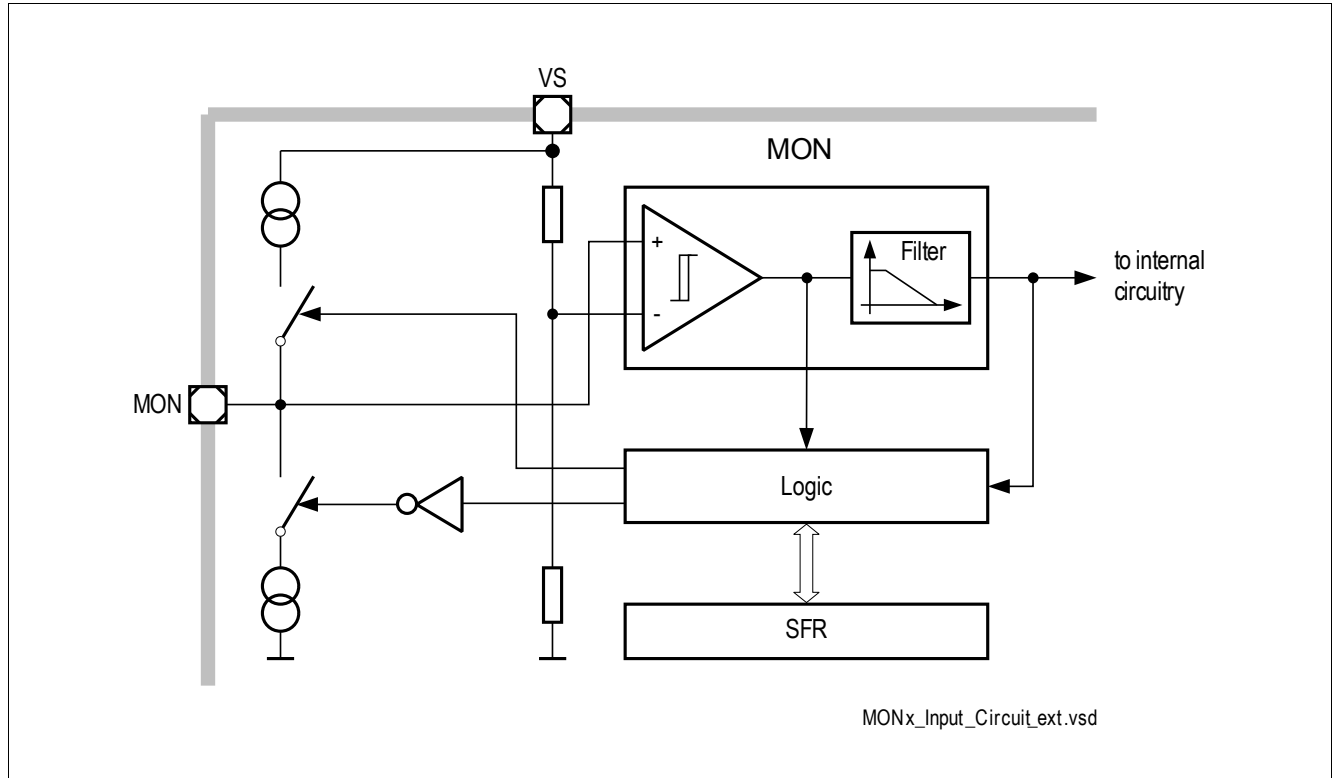 VS
MON
+
-
Filter
to internal
circuitry
MON
Logic
SFR
MONx_Input_Circuit_ext.vsd